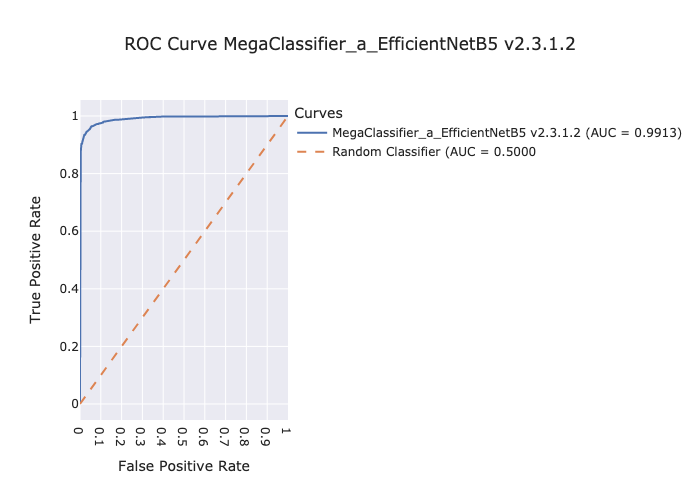 ROC Curve MegaClassifier_a_EfficientNetB5 v2.3.1.2
Curves
MegaClassifier_a_EfficientNetB5 v2.3.1.2 (AUC = 0.9913)
Random Classifier (AUC = 0.5000
True Positive Rate
1
0.8
0.6
0.4
0.2
0
0
0.1
0.2
0.3
0.4
0.5
0.6
0.7
0.8
0.9
1
False Positive Rate